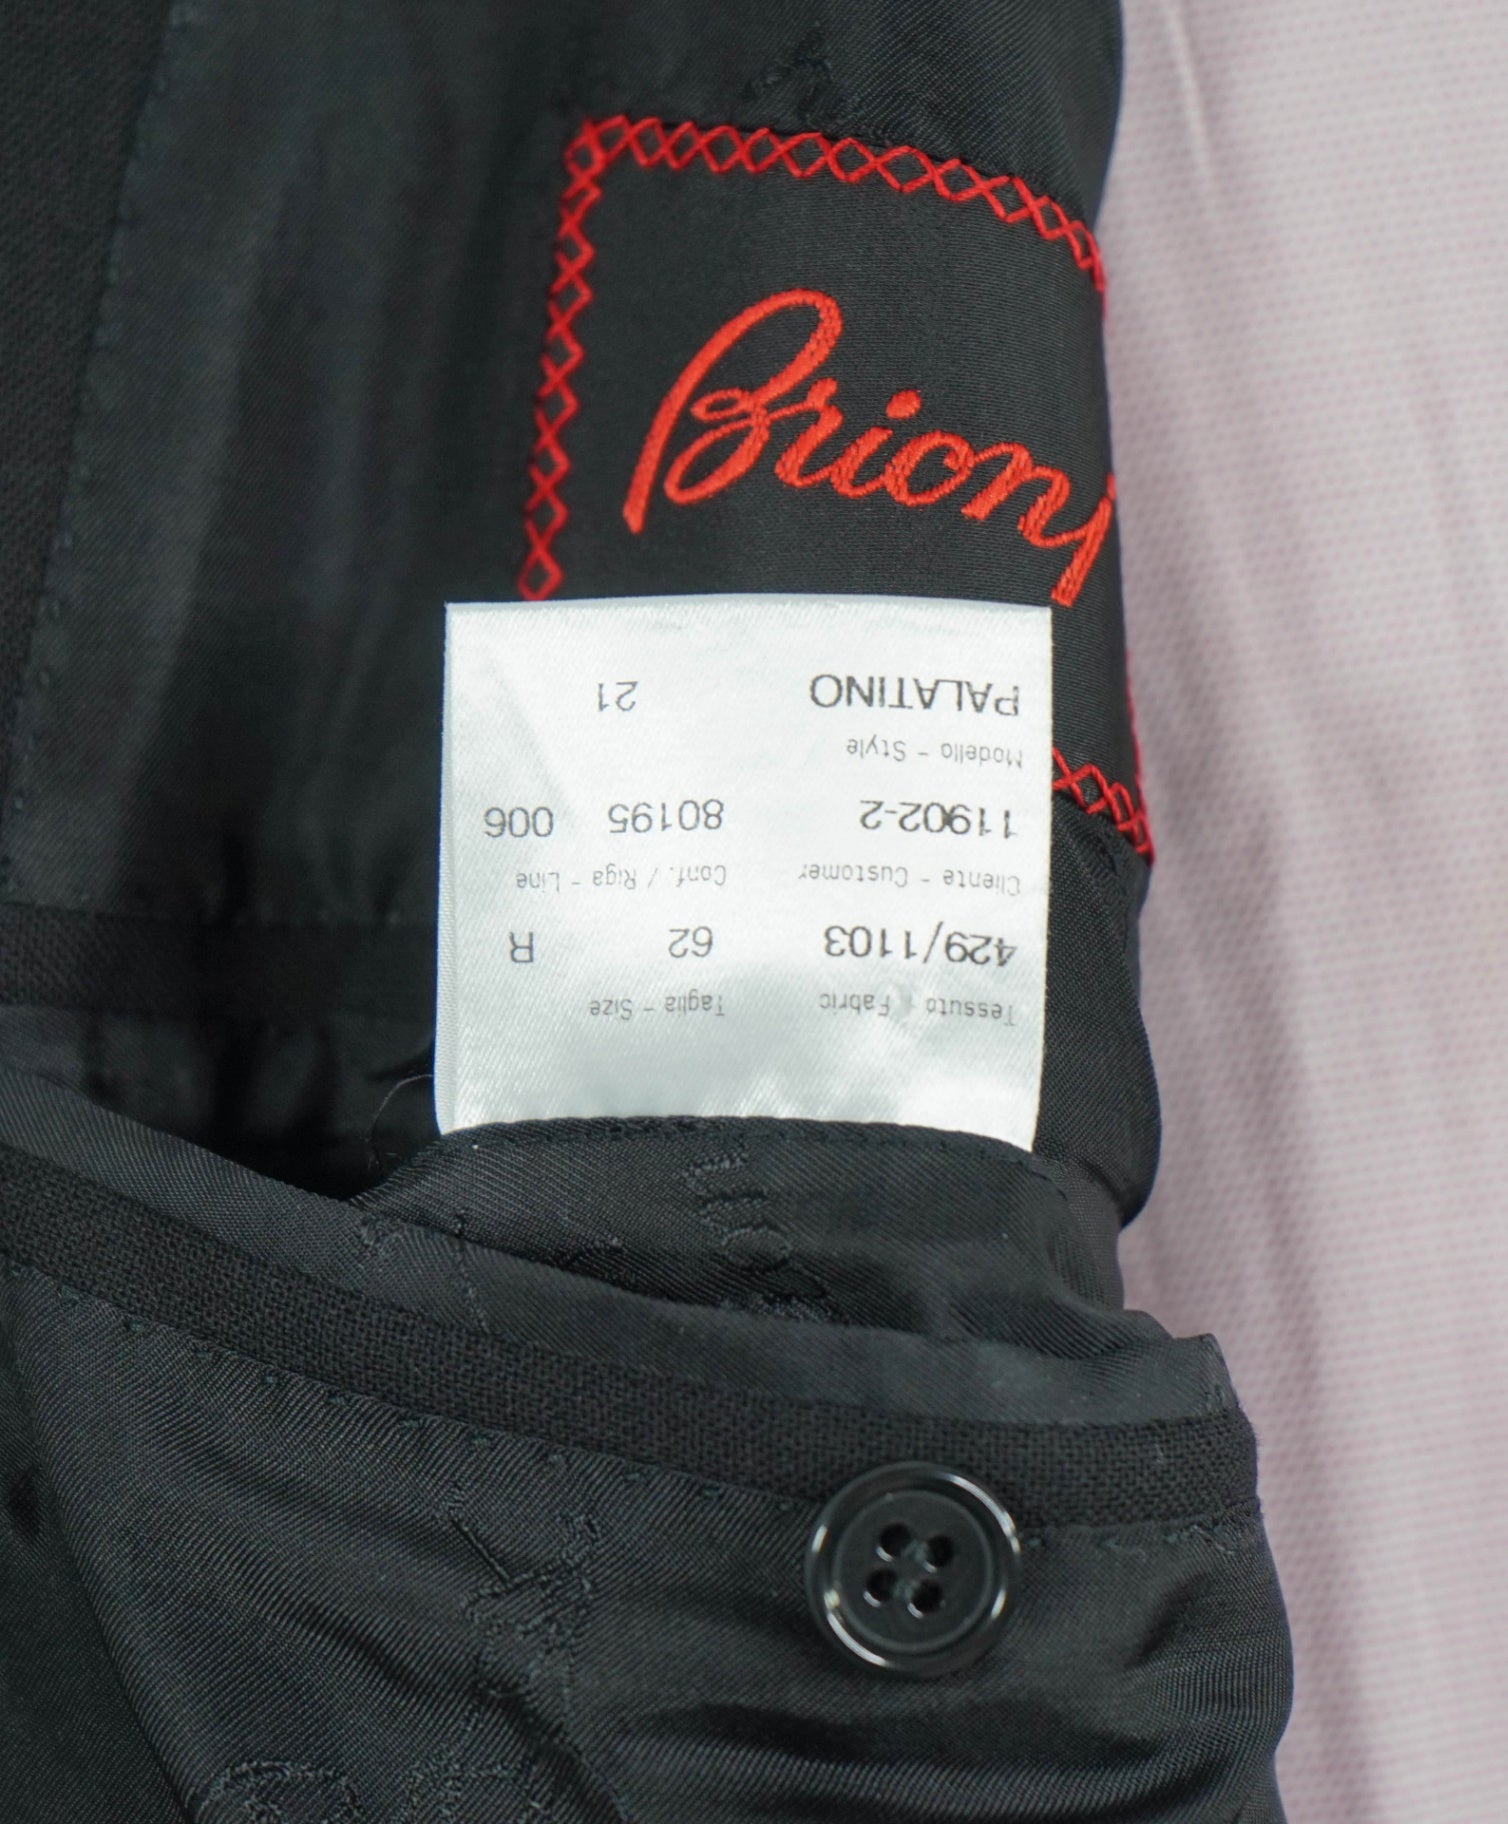 Brioni
Tessuto - Fabric Taglia - Size
429/1103 62 R
Cliente - Customer Conf. / Riga - Line
11902-2 80195 006
Modello - Style
PALATINO 21